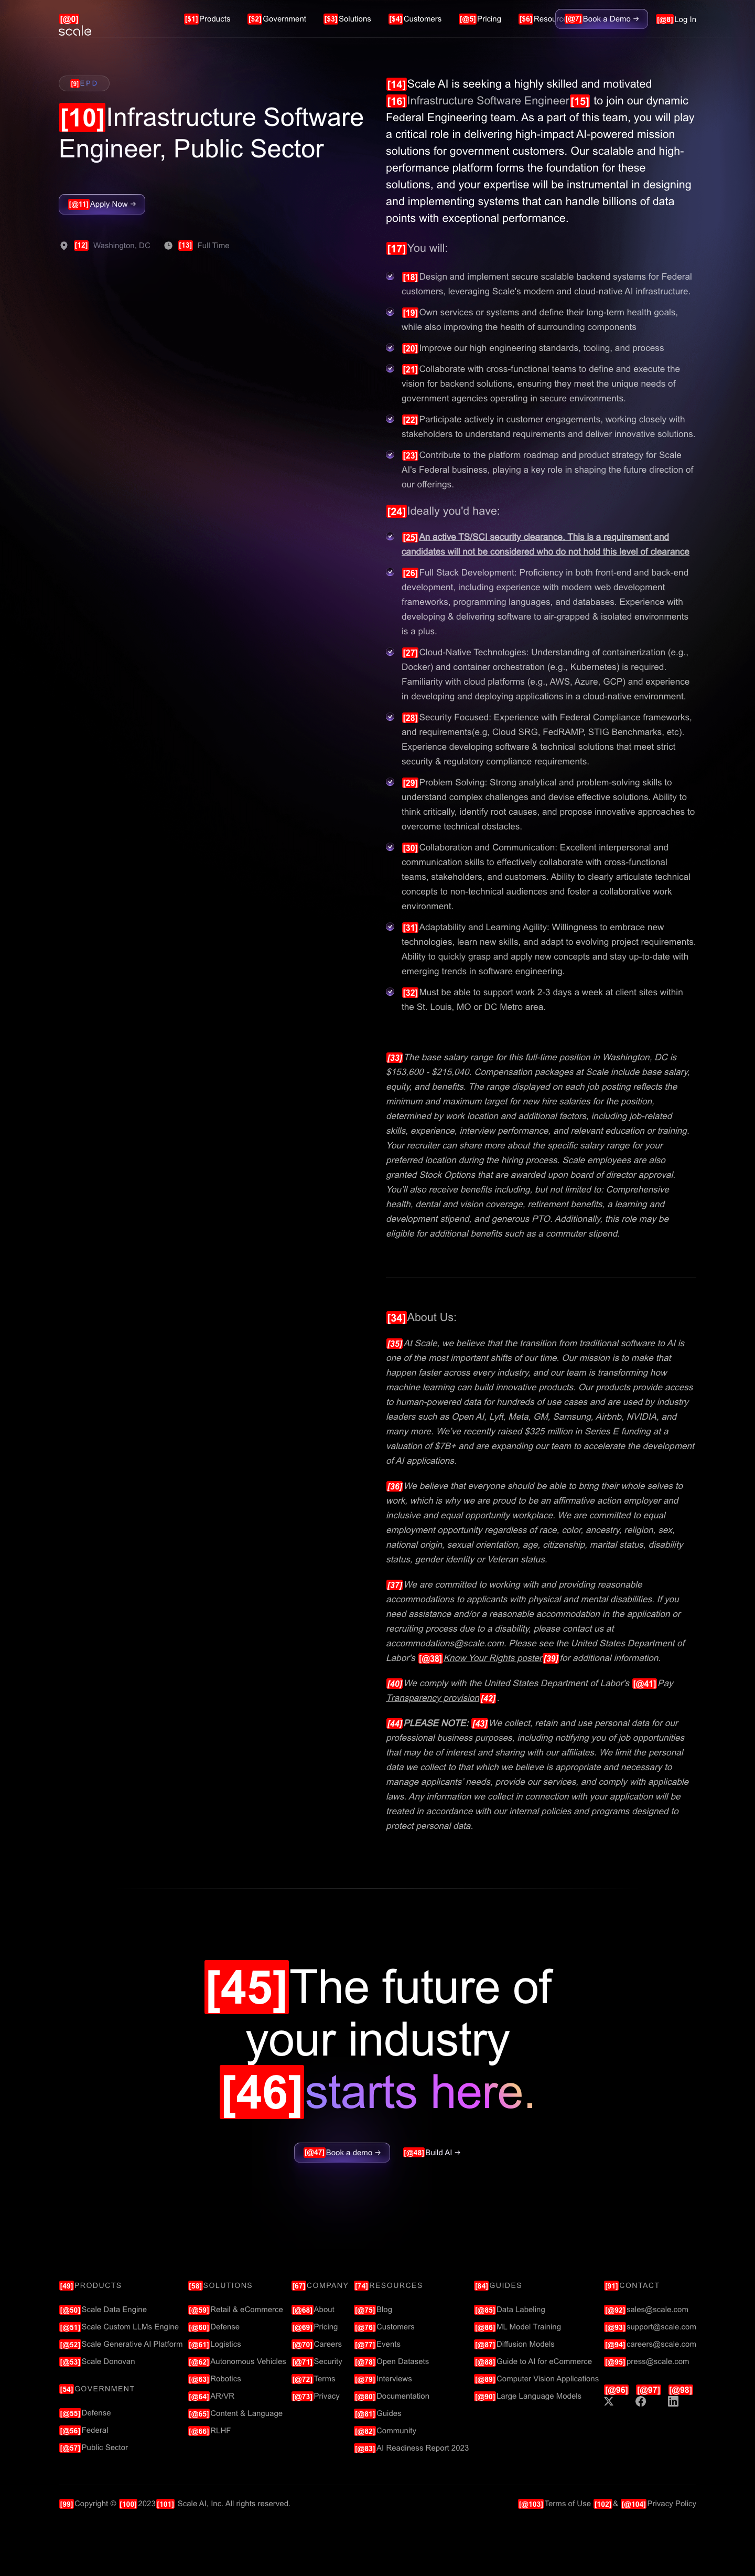 [@0] [$1]Products [$2]Government [$3]Solutions [$4]Customers [@5]Pricing [$6]Resour [@7]Book a Demo → [@8]Log In
scale
[9]EPD
[10]Infrastructure Software
Engineer, Public Sector
[@11]Apply Now →
[12] Washington, DC [13] Full Time
[14]Scale AI is seeking a highly skilled and motivated
[16]Infrastructure Software Engineer[15] to join our dynamic
Federal Engineering team. As a part of this team, you will play
a critical role in delivering high-impact AI-powered mission
solutions for government customers. Our scalable and high-
performance platform forms the foundation for these
solutions, and your expertise will be instrumental in designing
and implementing systems that can handle billions of data
points with exceptional performance.
[17]You will:
[18]Design and implement secure scalable backend systems for Federal
customers, leveraging Scale's modern and cloud-native AI infrastructure.
[19]Own services or systems and define their long-term health goals,
while also improving the health of surrounding components
[20]Improve our high engineering standards, tooling, and process
[21]Collaborate with cross-functional teams to define and execute the
vision for backend solutions, ensuring they meet the unique needs of
government agencies operating in secure environments.
[22]Participate actively in customer engagements, working closely with
stakeholders to understand requirements and deliver innovative solutions.
[23]Contribute to the platform roadmap and product strategy for Scale
AI's Federal business, playing a key role in shaping the future direction of
our offerings.
[24]Ideally you'd have:
[25]An active TS/SCI security clearance. This is a requirement and
candidates will not be considered who do not hold this level of clearance
[26]Full Stack Development: Proficiency in both front-end and back-end
development, including experience with modern web development
frameworks, programming languages, and databases. Experience with
developing & delivering software to air-grapped & isolated environments
is a plus.
[27]Cloud-Native Technologies: Understanding of containerization (e.g.,
Docker) and container orchestration (e.g., Kubernetes) is required.
Familiarity with cloud platforms (e.g., AWS, Azure, GCP) and experience
in developing and deploying applications in a cloud-native environment.
[28]Security Focused: Experience with Federal Compliance frameworks,
and requirements(e.g, Cloud SRG, FedRAMP, STIG Benchmarks, etc).
Experience developing software & technical solutions that meet strict
security & regulatory compliance requirements.
[29]Problem Solving: Strong analytical and problem-solving skills to
understand complex challenges and devise effective solutions. Ability to
think critically, identify root causes, and propose innovative approaches to
overcome technical obstacles.
[30]Collaboration and Communication: Excellent interpersonal and
communication skills to effectively collaborate with cross-functional
teams, stakeholders, and customers. Ability to clearly articulate technical
concepts to non-technical audiences and foster a collaborative work
environment.
[31]Adaptability and Learning Agility: Willingness to embrace new
technologies, learn new skills, and adapt to evolving project requirements.
Ability to quickly grasp and apply new concepts and stay up-to-date with
emerging trends in software engineering.
[32]Must be able to support work 2-3 days a week at client sites within
the St. Louis, MO or DC Metro area.
[33]The base salary range for this full-time position in Washington, DC is
$153,600 - $215,040. Compensation packages at Scale include base salary,
equity, and benefits. The range displayed on each job posting reflects the
minimum and maximum target for new hire salaries for the position,
determined by work location and additional factors, including job-related
skills, experience, interview performance, and relevant education or training.
Your recruiter can share more about the specific salary range for your
preferred location during the hiring process. Scale employees are also
granted Stock Options that are awarded upon board of director approval.
You'll also receive benefits including, but not limited to: Comprehensive
health, dental and vision coverage, retirement benefits, a learning and
development stipend, and generous PTO. Additionally, this role may be
eligible for additional benefits such as a commuter stipend.
[34]About Us:
[35]At Scale, we believe that the transition from traditional software to AI is
one of the most important shifts of our time. Our mission is to make that
happen faster across every industry, and our team is transforming how
machine learning can build innovative products. Our products provide access
to human-powered data for hundreds of use cases and are used by industry
leaders such as Open AI, Lyft, Meta, GM, Samsung, Airbnb, NVIDIA, and
many more. We've recently raised $325 million in Series E funding at a
valuation of $7B+ and are expanding our team to accelerate the development
of AI applications.
[36]We believe that everyone should be able to bring their whole selves to
work, which is why we are proud to be an affirmative action employer and
inclusive and equal opportunity workplace. We are committed to equal
employment opportunity regardless of race, color, ancestry, religion, sex,
national origin, sexual orientation, age, citizenship, marital status, disability
status, gender identity or Veteran status.
[37]We are committed to working with and providing reasonable
accommodations to applicants with physical and mental disabilities. If you
need assistance and/or a reasonable accommodation in the application or
recruiting process due to a disability, please contact us at
accommodations@scale.com. Please see the United States Department of
Labor's [@38]Know Your Rights poster[39]for additional information.
[40]We comply with the United States Department of Labor's [@41]Pay
Transparency provision[42].
[44]PLEASE NOTE: [43]We collect, retain and use personal data for our
professional business purposes, including notifying you of job opportunities
that may be of interest and sharing with our affiliates. We limit the personal
data we collect to that which we believe is appropriate and necessary to
manage applicants' needs, provide our services, and comply with applicable
laws. Any information we collect in connection with your application will be
treated in accordance with our internal policies and programs designed to
protect personal data.
[45]The future of
your industry
[46]starts here.
[@47]Book a demo → [@48]Build AI →
[49]PRODUCTS
[@50]Scale Data Engine
[@51]Scale Custom LLMs Engine
[@52]Scale Generative AI Platform
[@53]Scale Donovan
[54]GOVERNMENT
[@55]Defense
[@56]Federal
[@57]Public Sector
[58]SOLUTIONS
[@59]Retail & eCommerce
[@60]Defense
[@61]Logistics
[@62]Autonomous Vehicles
[@63]Robotics
[@64]AR/VR
[@65]Content & Language
[@66]RLHF
[67]COMPANY
[@68]About
[@69]Pricing
[@70]Careers
[@71]Security
[@72]Terms
[@73]Privacy
[74]RESOURCES
[@75]Blog
[@76]Customers
[@77]Events
[@78]Open Datasets
[@79]Interviews
[@80]Documentation
[@81]Guides
[@82]Community
[@83]AI Readiness Report 2023
[84]GUIDES
[@85]Data Labeling
[@86]ML Model Training
[@87]Diffusion Models
[@88]Guide to AI for eCommerce
[@89]Computer Vision Applications
[@90]Large Language Models
[91]CONTACT
[@92]sales@scale.com
[@93]support@scale.com
[@94]careers@scale.com
[@95]press@scale.com
[@96] [@97] [@98]
[99]Copyright © [100]2023[101] Scale AI, Inc. All rights reserved. [@103]Terms of Use [102]& [@104]Privacy Policy